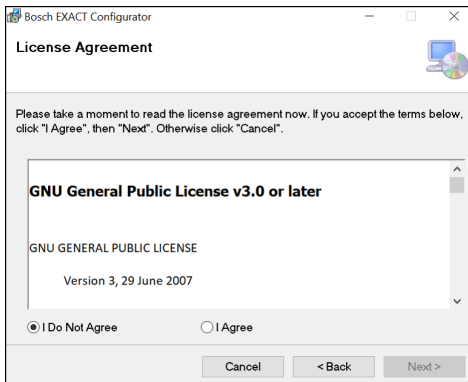 Bosch EXACT Configurator
License Agreement
Please take a moment to read the license agreement now. If you accept the terms below,
click "I Agree", then "Next". Otherwise click "Cancel".
GNU General Public License v3.0 or later
GNU GENERAL PUBLIC LICENSE
Version 3, 29 June 2007
I Do Not Agree
I Agree
Cancel
< Back
Next >